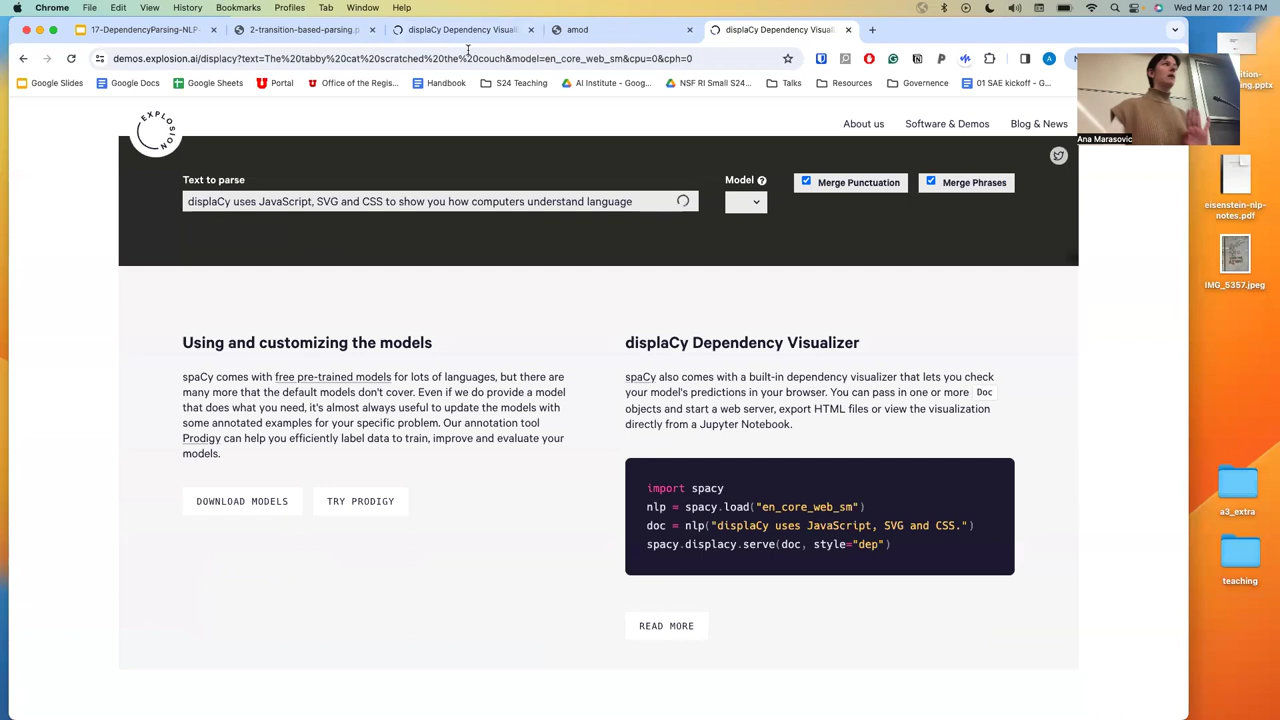 Chrome File Edit View History Bookmarks Profiles Tab Window Help
Wed Mar 20 12:14 PM
17-DependencyParsing-NLP-
2-transition-based-parsing.p
displaCy Dependency Visual
amod
displaCy Dependency Visual
demos.explosion.ai/displacy?text=The%20tabby%20cat%20scratched%20the%20couch&model=en_core_web_sm&cpu=0&cph=0
Google Slides
Google Docs
Google Sheets
Portal
Office of the Regis...
Handbook
S24 Teaching
AI Institute - Goog...
NSF RI Small S24...
Talks
Resources
Governence
01 SAE kickoff - G...
EXPLOSION
About us
Software & Demos
Blog & News
Ana Marasovic
Text to parse
displaCy uses JavaScript, SVG and CSS to show you how computers understand language
Model ?
Merge Punctuation
Merge Phrases
Using and customizing the models
spaCy comes with free pre-trained models for lots of languages, but there are
many more that the default models don't cover. Even if we do provide a model
that does what you need, it's almost always useful to update the models with
some annotated examples for your specific problem. Our annotation tool
Prodigy can help you efficiently label data to train, improve and evaluate your
models.
DOWNLOAD MODELS
TRY PRODIGY
displaCy Dependency Visualizer
spaCy also comes with a built-in dependency visualizer that lets you check
your model's predictions in your browser. You can pass in one or more Doc
objects and start a web server, export HTML files or view the visualization
directly from a Jupyter Notebook.
import spacy
nlp = spacy.load("en_core_web_sm")
doc = nlp("displaCy uses JavaScript, SVG and CSS.")
spacy.displacy.serve(doc, style="dep")
READ MORE
eisenstein-nlp-
notes.pdf
IMG_5357.jpeg
a3_extra
teaching